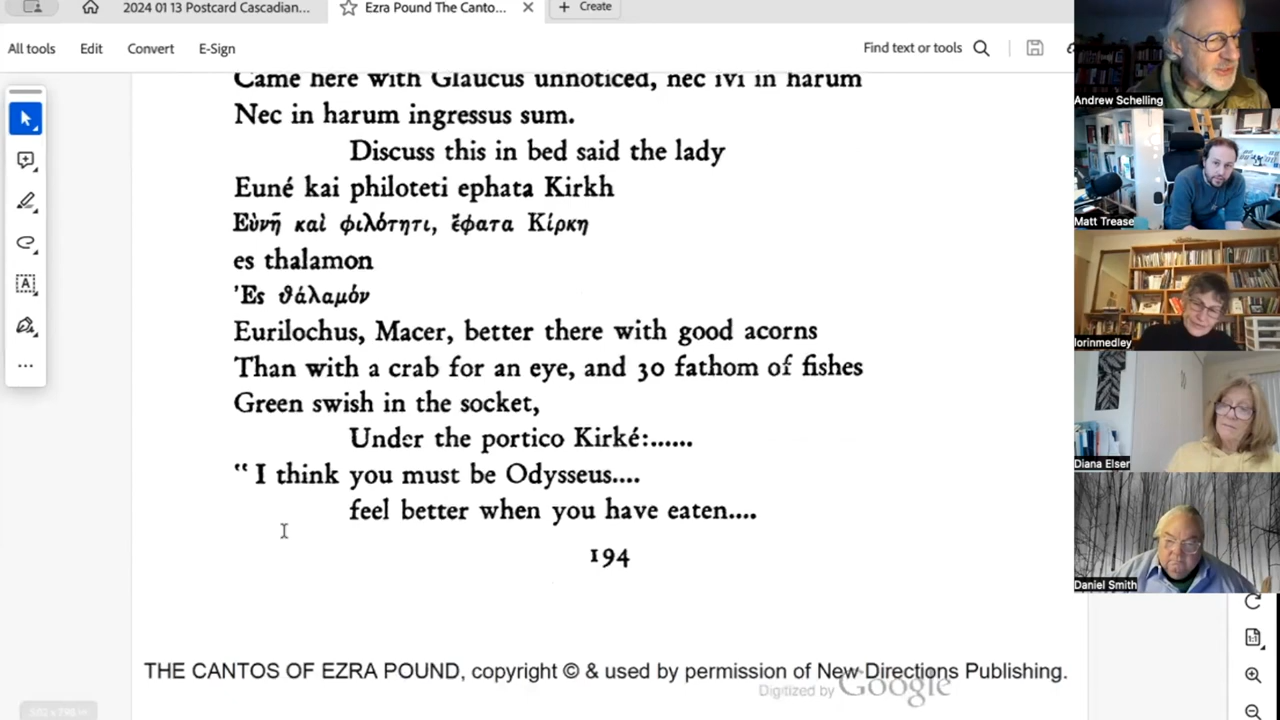 2024 01 13 Postcard Cascadian...
Ezra Pound The Canto...
Create
All tools
Edit
Convert
E-Sign
Find text or tools
Came here with Glaucus unnoticed, nec ivi in harum
Nec in harum ingressus sum.
Discuss this in bed said the lady
Euné kai philoteti ephata Kirkh
Εὐνῇ καὶ φιλότητι, ἔφατα Κίρκη
es thalamon
Ἐς θάλαμόν
Eurilochus, Macer, better there with good acorns
Than with a crab for an eye, and 30 fathom of fishes
Green swish in the socket,
Under the portico Kirké:......
“I think you must be Odysseus....
feel better when you have eaten....
194
THE CANTOS OF EZRA POUND, copyright © & used by permission of New Directions Publishing.
Digitized by Google
Andrew Schelling
Matt Trease
lorinmedley
Diana Elser
Daniel Smith